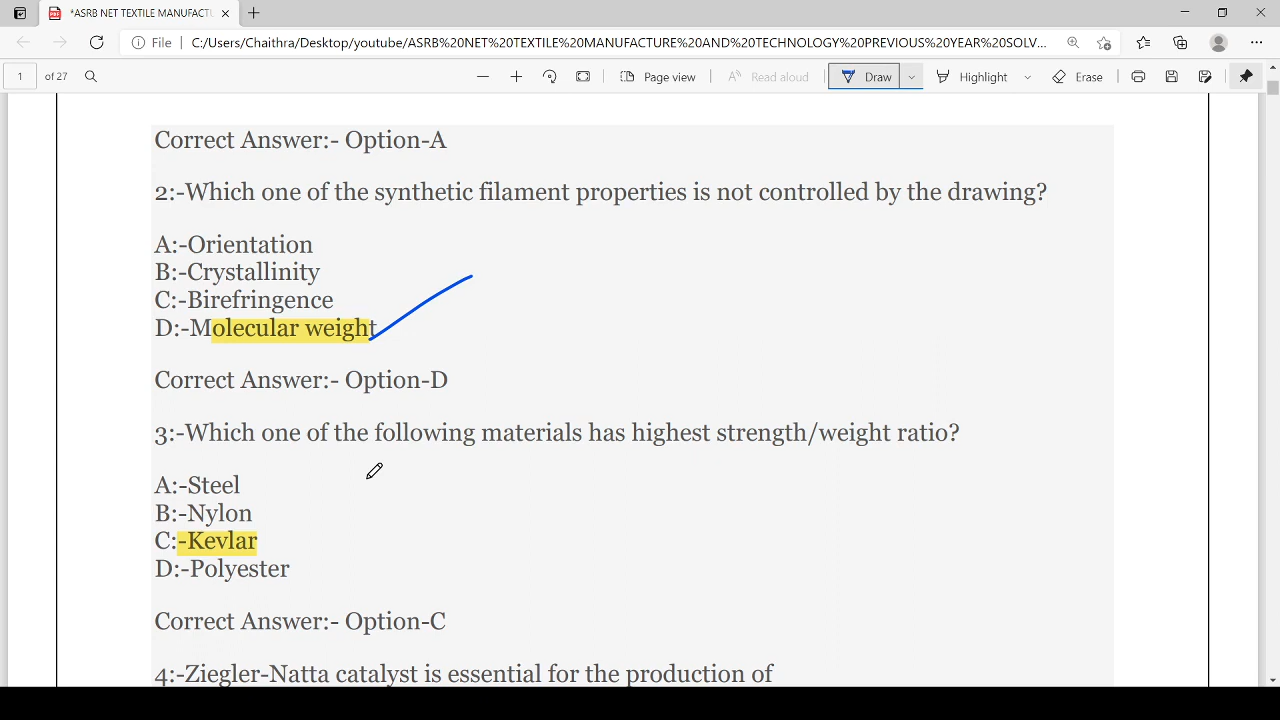 *ASRB NET TEXTILE MANUFACTU
File C:/Users/Chaithra/Desktop/youtube/ASRB%20NET%20TEXTILE%20MANUFACTURE%20AND%20TECHNOLOGY%20PREVIOUS%20YEAR%20SOLV...
1 of 27 Page view Read aloud Draw Highlight Erase
Correct Answer:- Option-A
2:-Which one of the synthetic filament properties is not controlled by the drawing?
A:-Orientation
B:-Crystallinity
C:-Birefringence
D:-Molecular weight
Correct Answer:- Option-D
3:-Which one of the following materials has highest strength/weight ratio?
A:-Steel
B:-Nylon
C:-Kevlar
D:-Polyester
Correct Answer:- Option-C
4:-Ziegler-Natta catalyst is essential for the production of